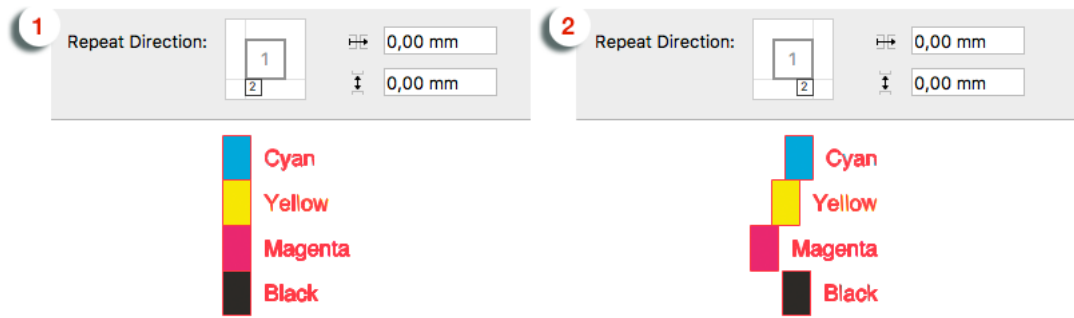 1
Repeat Direction:
1
2
0,00 mm
0,00 mm
Cyan
Yellow
Magenta
Black
2
Repeat Direction:
1
2
0,00 mm
0,00 mm
Cyan
Yellow
Magenta
Black